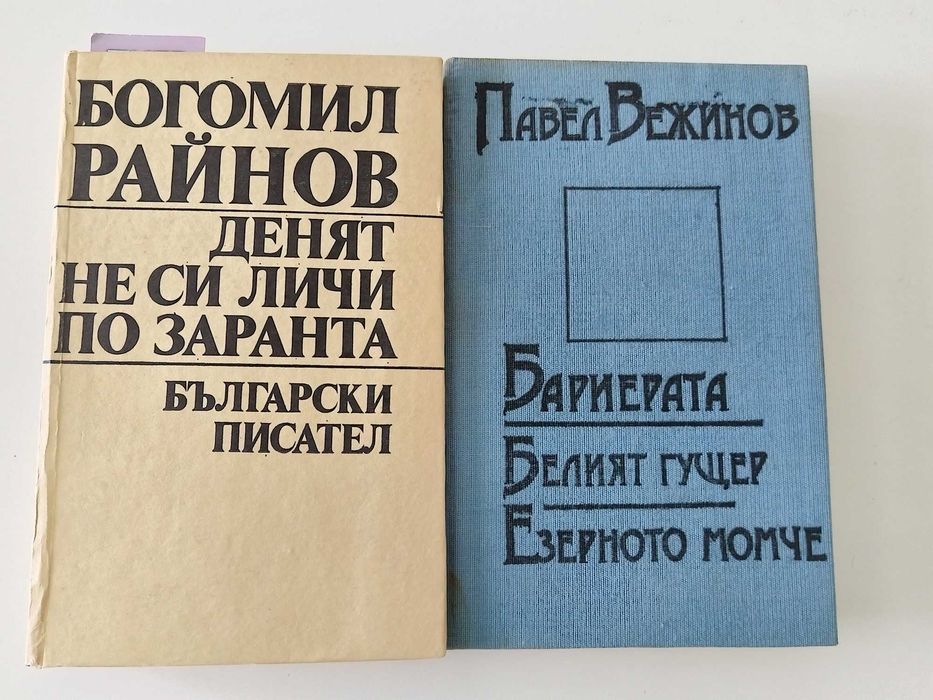 БОГОМИЛ
РАЙНОВ
ДЕНЯТ
НЕ СИ ЛИЧИ
ПО ЗАРАНТА
БЪЛГАРСКИ
ПИСАТЕЛ
ПАВЕЛ ВЕЖИНОВ
БАРИЕРАТА
БЕЛИЯТ ГУЩЕР
ЕЗЕРНОТО МОМЧЕ